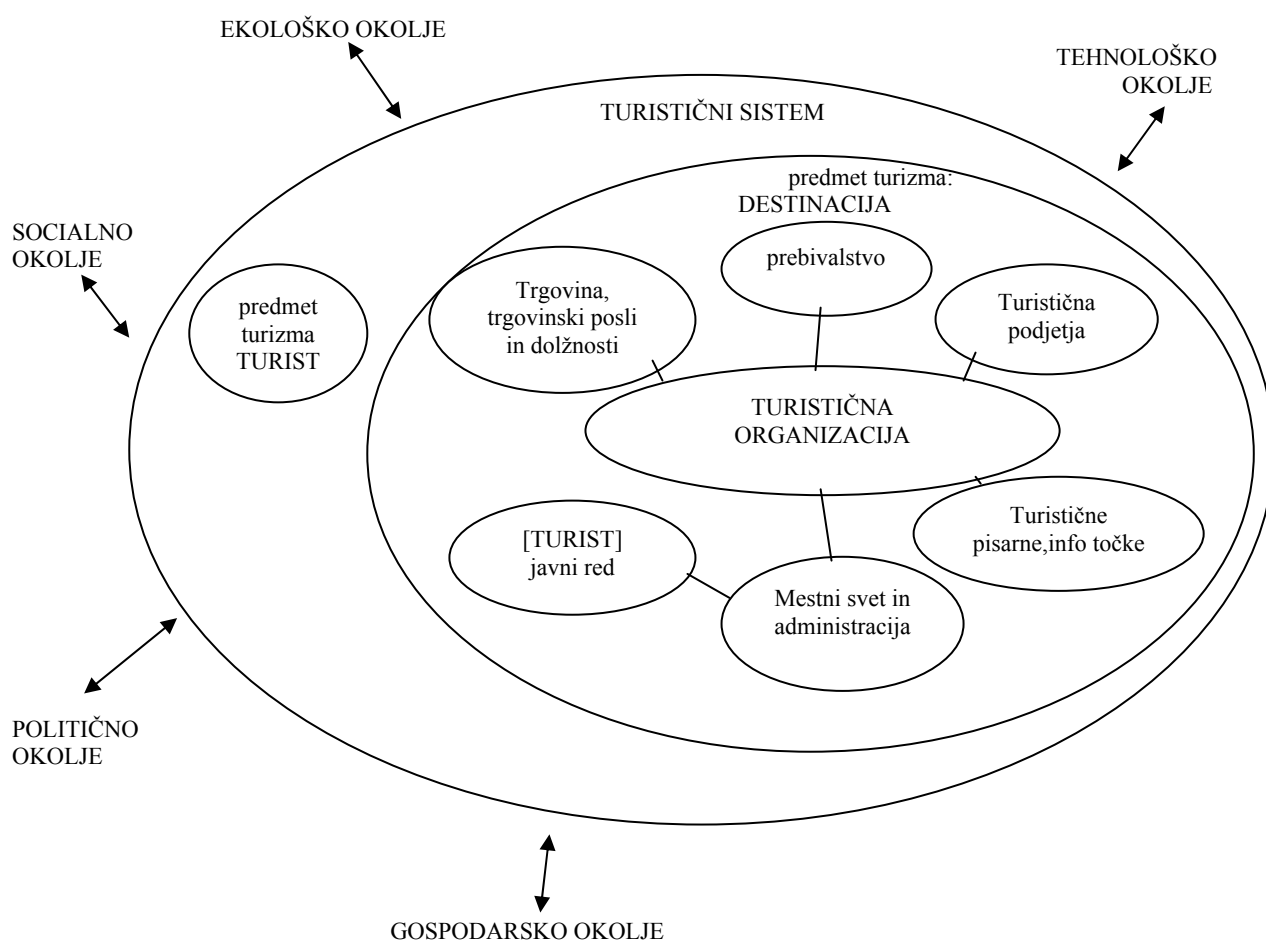 EKOLOŠKO OKOLJE
TEHNOLOŠKO
OKOLJE
TURISTIČNI SISTEM
predmet turizma:
DESTINACIJA
SOCIALNO
OKOLJE
prebivalstvo
predmet
turizma
TURIST
Trgovina,
trgovinski posli
in dolžnosti
Turistična
podjetja
TURISTIČNA
ORGANIZACIJA
[TURIST]
javni red
Turistične
pisarne,info točke
Mestni svet in
administracija
POLITIČNO
OKOLJE
GOSPODARSKO OKOLJE